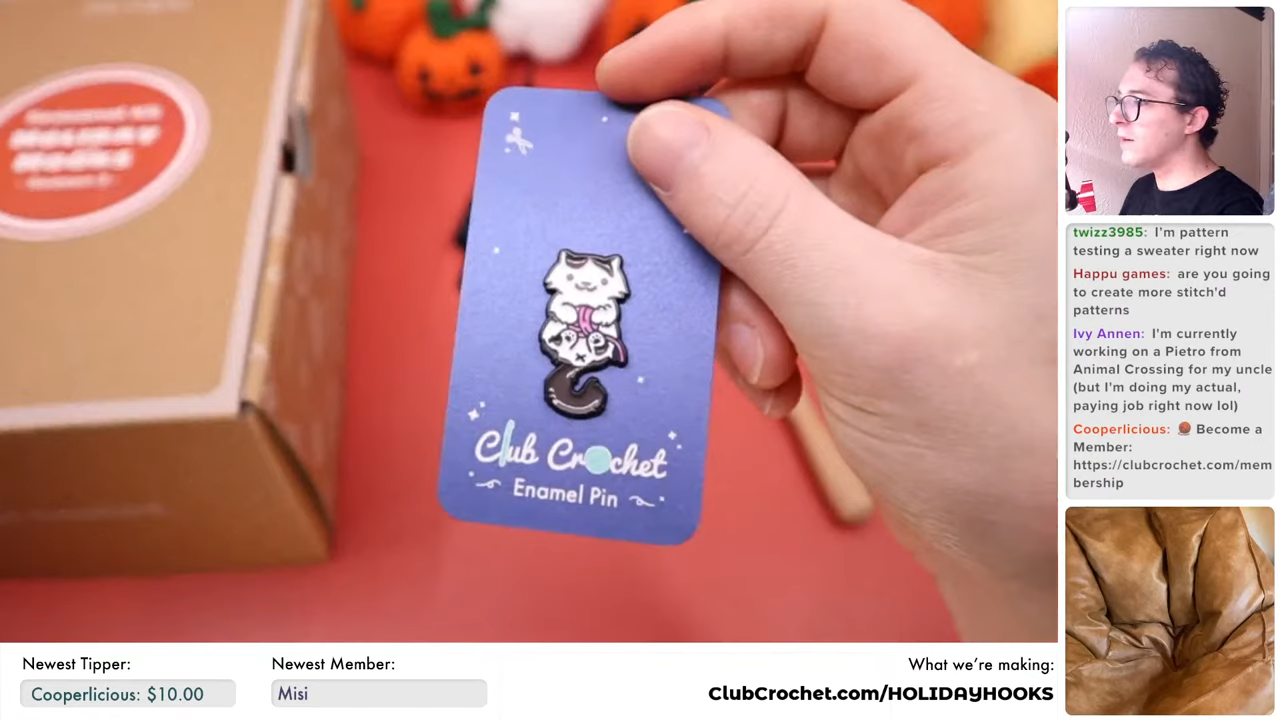 HOLIDAY
HOOKS
Club Crochet
Enamel Pin
twizz3985: I'm pattern
testing a sweater right now
Happu games: are you going
to create more stitch'd
patterns
Ivy Annen: I'm currently
working on a Pietro from
Animal Crossing for my uncle
(but I'm doing my actual,
paying job right now lol)
Cooperlicious: 🧶 Become a
Member:
https://clubcrochet.com/mem
bership
Newest Tipper:
Cooperlicious: $10.00
Newest Member:
Misi
What we're making:
ClubCrochet.com/HOLIDAYHOOKS